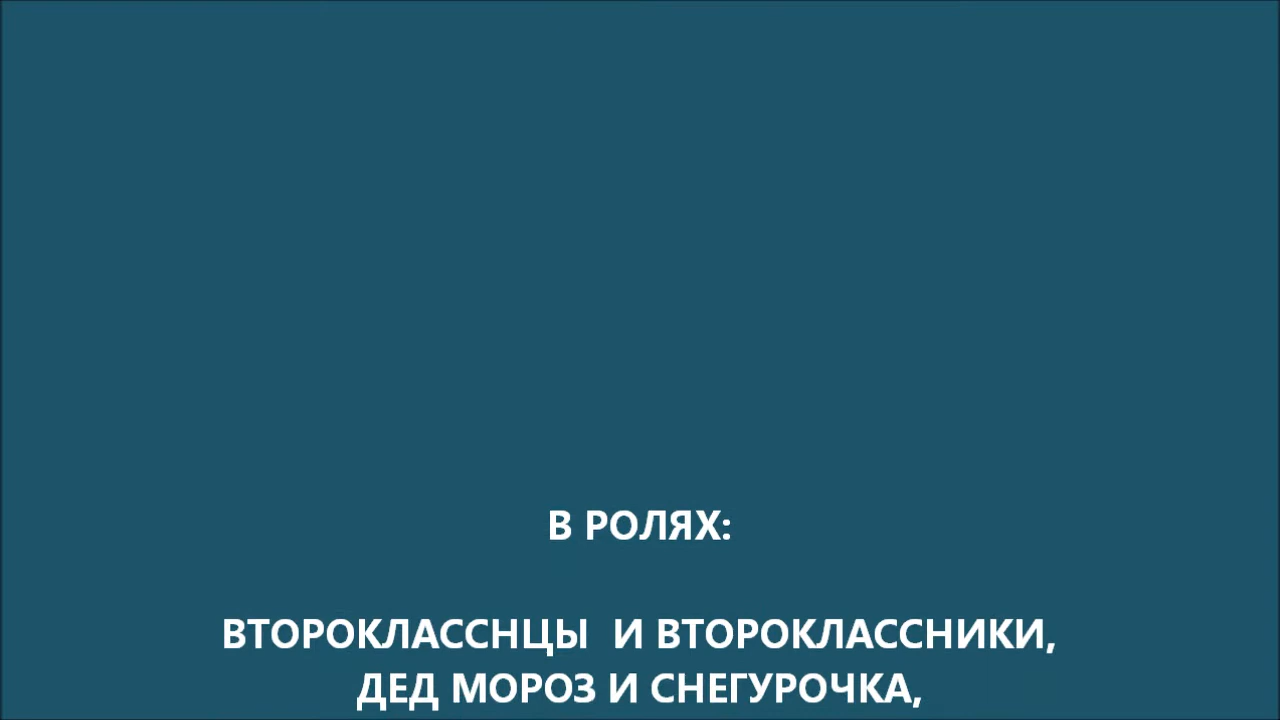 В РОЛЯХ:
ВТОРОКЛАССНЦЫ И ВТОРОКЛАССНИКИ,
ДЕД МОРОЗ И СНЕГУРОЧКА,